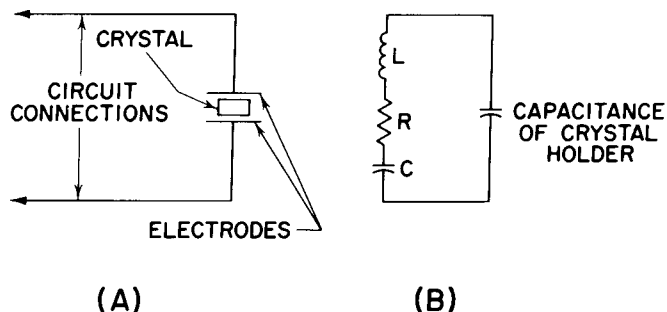 CRYSTAL
CIRCUIT
CONNECTIONS
ELECTRODES
(A)
L
R
C
CAPACITANCE
OF CRYSTAL
HOLDER
(B)